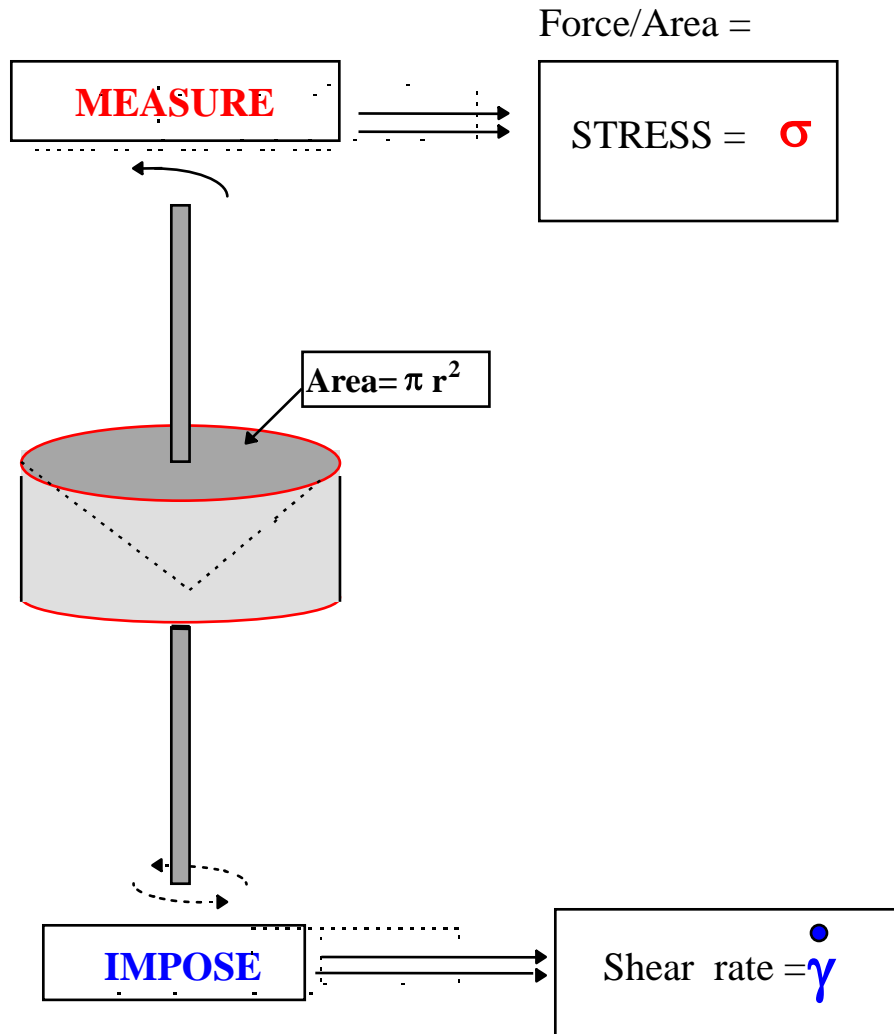 Force/Area =
MEASURE
STRESS = σ
Area= π r²
IMPOSE
Shear rate = γ̇